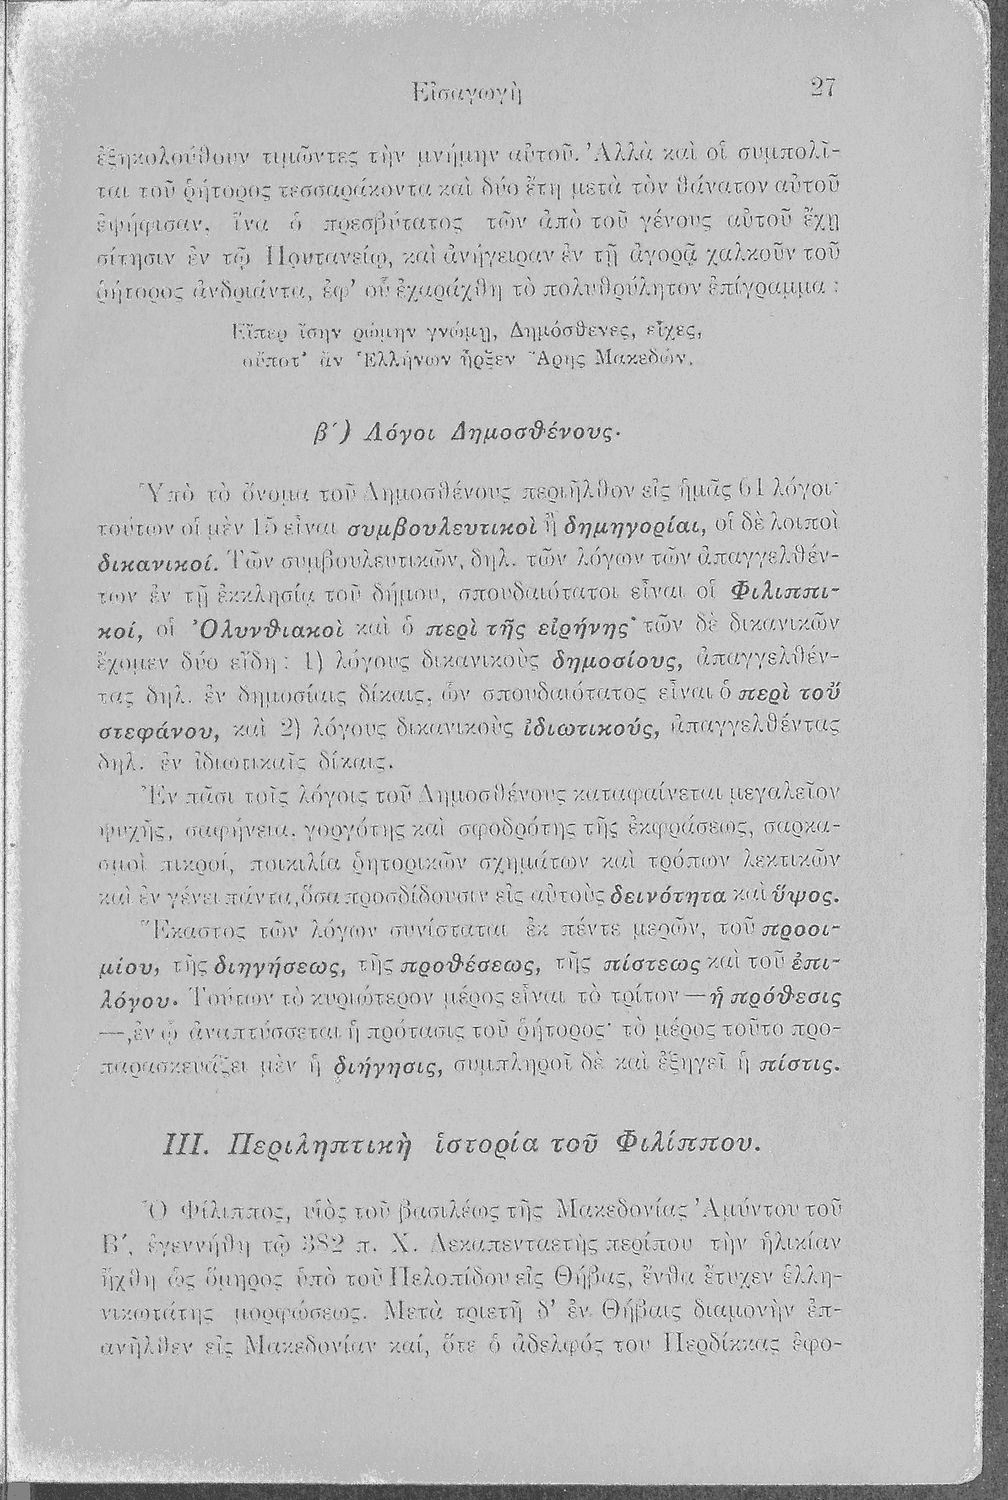 Εἰσαγωγὴ 27
ἐξηκολούθουν τιμῶντες τὴν μνήμην αὐτοῦ. Ἀλλὰ καὶ οἱ συμπολῖ-
ται τοῦ ῥήτορος τεσσαράκοντα καὶ δύο ἔτη μετὰ τὸν θάνατον αὐτοῦ
ἐψήφισαν, ἵνα ὁ πρεσβύτατος τῶν ἀπὸ τοῦ γένους αὐτοῦ ἔχῃ
σίτησιν ἐν τῷ Πρυτανείῳ, καὶ ἀνήγειραν ἐν τῇ ἀγορᾷ χαλκοῦν τοῦ
ῥήτορος ἀνδριάντα, ἐφ' οὗ ἐχαράχθη τὸ πολυθρύλητον ἐπίγραμμα :
Εἴπερ ἴσην ρώμην γνώμῃ, Δημόσθενες, εἶχες,
οὔποτ' ἂν Ἑλλήνων ἦρξεν Ἄρης Μακεδών.
β΄) Λόγοι Δημοσθένους·
Ὑπὸ τὸ ὄνομα τοῦ Δημοσθένους περιῆλθον εἰς ἡμᾶς 61 λόγοι·
τούτων οἱ μὲν 15 εἶναι συμβουλευτικοὶ ἢ δημηγορίαι, οἱ δὲ λοιποὶ
δικανικοί. Τῶν συμβουλευτικῶν, δηλ. τῶν λόγων τῶν ἀπαγγελθέν-
των ἐν τῇ ἐκκλησίᾳ τοῦ δήμου, σπουδαιότατοι εἶναι οἱ Φιλιππι-
κοί, οἱ Ὀλυνθιακοὶ καὶ ὁ περὶ τῆς εἰρήνης· τῶν δὲ δικανικῶν
ἔχομεν δύο εἴδη : 1) λόγους δικανικοὺς δημοσίους, ἀπαγγελθέν-
τας δηλ. ἐν δημοσίαις δίκαις, ὧν σπουδαιότατος εἶναι ὁ περὶ τοῦ
στεφάνου, καὶ 2) λόγους δικανικοὺς ἰδιωτικούς, ἀπαγγελθέντας
δηλ. ἐν ἰδιωτικαῖς δίκαις.
Ἐν πᾶσι τοῖς λόγοις τοῦ Δημοσθένους καταφαίνεται μεγαλεῖον
ψυχῆς, σαφήνεια, γοργότης καὶ σφοδρότης τῆς ἐκφράσεως, σαρκα-
σμοὶ πικροί, ποικιλία ῥητορικῶν σχημάτων καὶ τρόπων λεκτικῶν
καὶ ἐν γένει πάντα, ὅσα προσδίδουσιν εἰς αὐτοὺς δεινότητα καὶ ὕψος.
Ἕκαστος τῶν λόγων συνίσταται ἐκ πέντε μερῶν, τοῦ προοι-
μίου, τῆς διηγήσεως, τῆς προθέσεως, τῆς πίστεως καὶ τοῦ ἐπι-
λόγου· Τούτων τὸ κυριώτερον μέρος εἶναι τὸ τρίτον — ἡ πρόθεσις
—,ἐν ᾧ ἀναπτύσσεται ἡ πρότασις τοῦ ῥήτορος· τὸ μέρος τοῦτο προ-
παρασκευάζει μὲν ἡ διήγησις, συμπληροῖ δὲ καὶ ἐξηγεῖ ἡ πίστις.
III. Περιληπτικὴ ἱστορία τοῦ Φιλίππου.
Ὁ Φίλιππος, υἱὸς τοῦ βασιλέως τῆς Μακεδονίας Ἀμύντου τοῦ
Β΄, ἐγεννήθη τῷ 382 π. Χ. Δεκαπενταετὴς περίπου τὴν ἡλικίαν
ἤχθη ὡς ὅμηρος ὑπὸ τοῦ Πελοπίδου εἰς Θήβας, ἔνθα ἔτυχεν ἑλλη-
νικωτάτης μορφώσεως. Μετὰ τριετῆ δ' ἐν Θήβαις διαμονὴν ἐπ-
ανῆλθεν εἰς Μακεδονίαν καί, ὅτε ὁ ἀδελφός του Περδίκκας ἐφο-